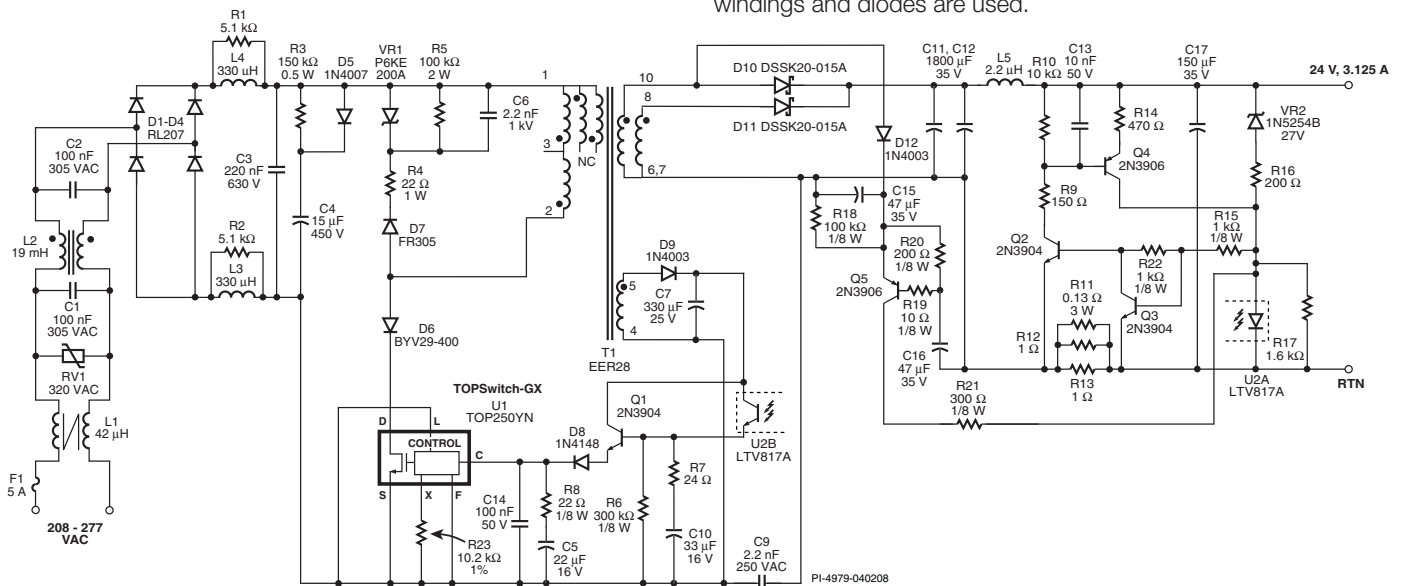 windings and diodes are used.
R1
5.1 kΩ
L4
330 µH
R3
150 kΩ
0.5 W
D5
1N4007
VR1
P6KE
200A
R5
100 kΩ
2 W
C6
2.2 nF
1 kV
1
3
2
NC
10
8
6,7
D10 DSSK20-015A
D11 DSSK20-015A
D12
1N4003
C11, C12
1800 µF
35 V
L5
2.2 µH
R10
10 kΩ
C13
10 nF
50 V
C17
150 µF
35 V
24 V, 3.125 A
D1-D4
RL207
C2
100 nF
305 VAC
C3
220 nF
630 V
R4
22 Ω
1 W
D7
FR305
R14
470 Ω
Q4
2N3906
VR2
1N5254B
27V
R16
200 Ω
L2
19 mH
R2
5.1 kΩ
L3
330 µH
C4
15 µF
450 V
C15
47 µF
35 V
R18
100 kΩ
1/8 W
R9
150 Ω
R15
1 kΩ
1/8 W
Q2
2N3904
R22
1 kΩ
1/8 W
R20
200 Ω
1/8 W
D9
1N4003
5
4
C7
330 µF
25 V
Q5
2N3906
R19
10 Ω
1/8 W
C16
47 µF
35 V
R11
0.13 Ω
3 W
Q3
2N3904
R12
1 Ω
R13
1 Ω
R17
1.6 kΩ
U2A
LTV817A
RTN
C1
100 nF
305 VAC
RV1
320 VAC
L1
42 µH
F1
5 A
208 - 277
VAC
D6
BYV29-400
T1
EER28
TOPSwitch-GX
U1
TOP250YN
D
L
CONTROL
C
S
X
F
Q1
2N3904
D8
1N4148
U2B
LTV817A
R21
300 Ω
1/8 W
R23
10.2 kΩ
1%
C14
100 nF
50 V
R8
22 Ω
1/8 W
C5
22 µF
16 V
R6
300 kΩ
1/8 W
R7
24 Ω
C10
33 µF
16 V
C9
2.2 nF
250 VAC
PI-4979-040208